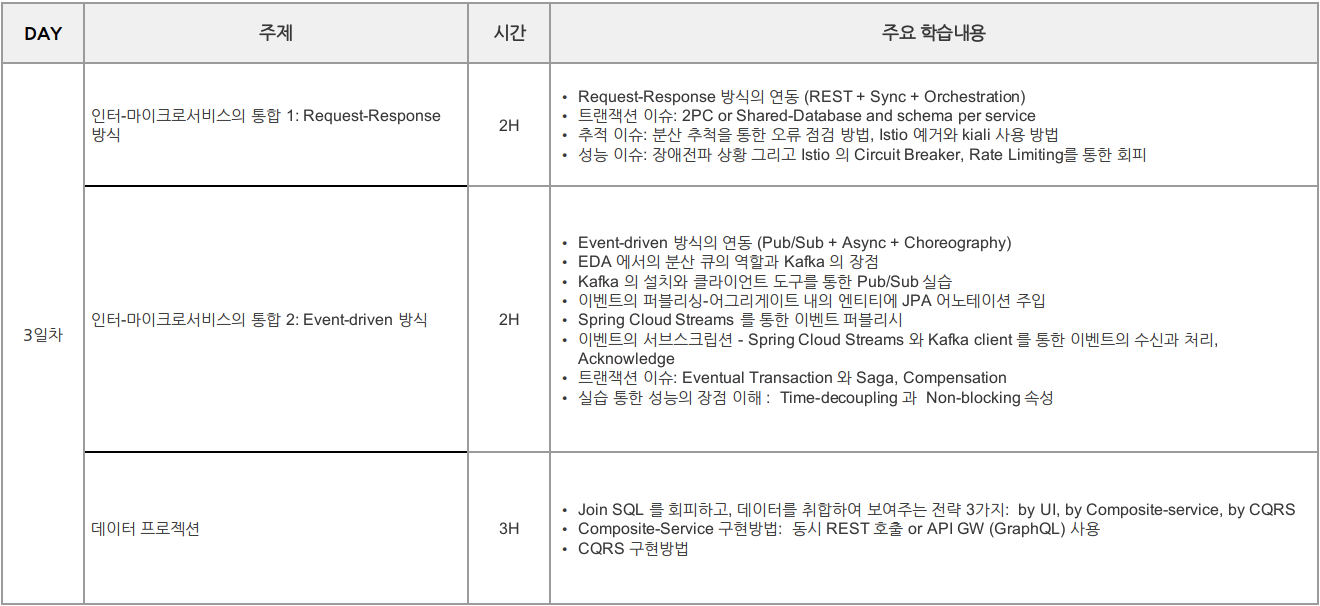 DAY
주제
시간
주요 학습내용
3일차
인터-마이크로서비스의 통합 1: Request-Response
방식
2H
• Request-Response 방식의 연동 (REST + Sync + Orchestration)
• 트랜잭션 이슈: 2PC or Shared-Database and schema per service
• 추적 이슈: 분산 추척을 통한 오류 점검 방법, Istio 예거와 kiali 사용 방법
• 성능 이슈: 장애전파 상황 그리고 Istio 의 Circuit Breaker, Rate Limiting를 통한 회피
인터-마이크로서비스의 통합 2: Event-driven 방식
2H
• Event-driven 방식의 연동 (Pub/Sub + Async + Choreography)
• EDA 에서의 분산 큐의 역할과 Kafka 의 장점
• Kafka 의 설치와 클라이언트 도구를 통한 Pub/Sub 실습
• 이벤트의 퍼블리싱-어그리게이트 내의 엔티티에 JPA 어노테이션 주입
• Spring Cloud Streams 를 통한 이벤트 퍼블리시
• 이벤트의 서브스크립션 - Spring Cloud Streams 와 Kafka client 를 통한 이벤트의 수신과 처리,
Acknowledge
• 트랜잭션 이슈: Eventual Transaction 와 Saga, Compensation
• 실습 통한 성능의 장점 이해 : Time-decoupling 과 Non-blocking 속성
데이터 프로젝션
3H
• Join SQL 를 회피하고, 데이터를 취합하여 보여주는 전략 3가지: by UI, by Composite-service, by CQRS
• Composite-Service 구현방법: 동시 REST 호출 or API GW (GraphQL) 사용
• CQRS 구현방법